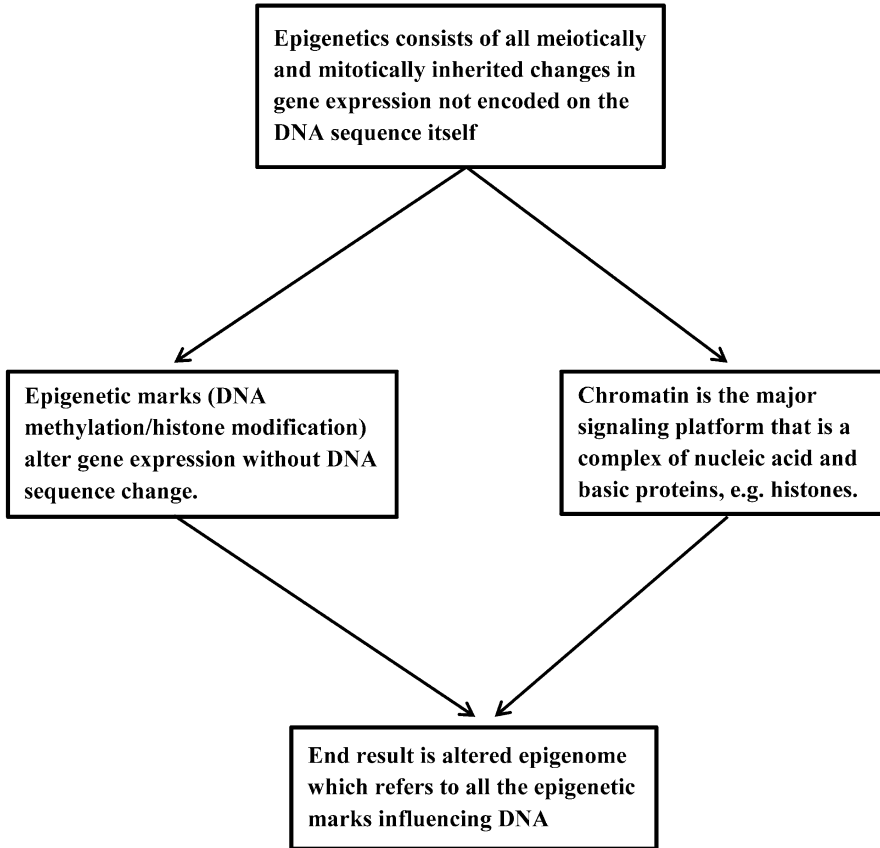 Epigenetics consists of all meiotically
and mitotically inherited changes in
gene expression not encoded on the
DNA sequence itself
Epigenetic marks (DNA
methylation/histone modification)
alter gene expression without DNA
sequence change.
Chromatin is the major
signaling platform that is a
complex of nucleic acid and
basic proteins, e.g. histones.
End result is altered epigenome
which refers to all the epigenetic
marks influencing DNA